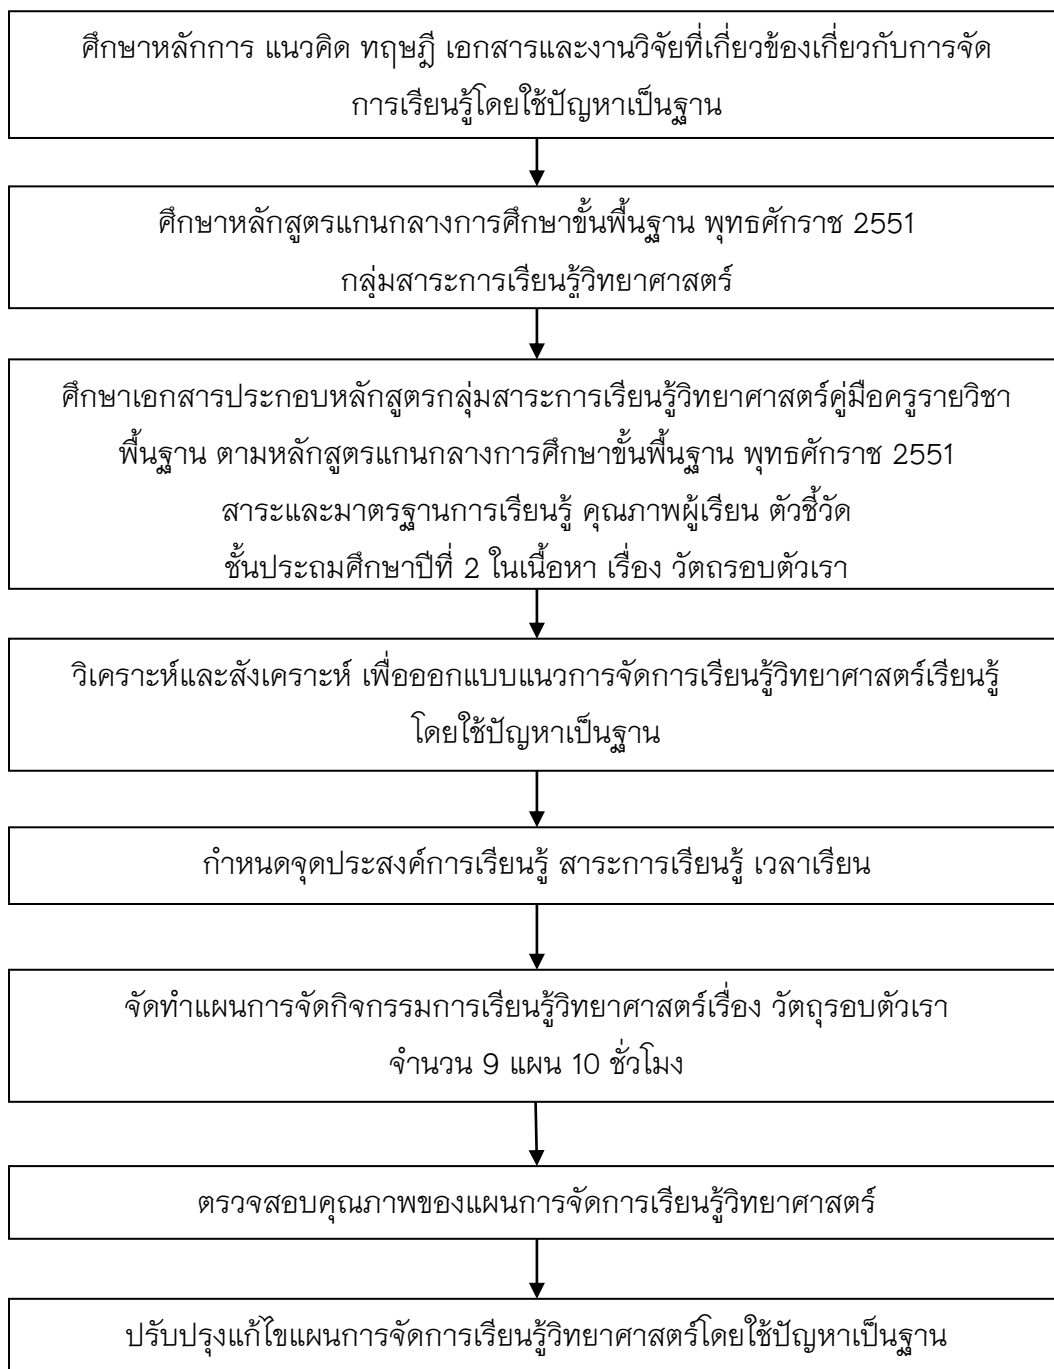 ศึกษาหลักการ แนวคิด ทฤษฎี เอกสารและงานวิจัยที่เกี่ยวข้องเกี่ยวกับการจัด
การเรียนรู้โดยใช้ปัญหาเป็นฐาน
ศึกษาหลักสูตรแกนกลางการศึกษาขั้นพื้นฐาน พุทธศักราช 2551
กลุ่มสาระการเรียนรู้วิทยาศาสตร์
ศึกษาเอกสารประกอบหลักสูตรกลุ่มสาระการเรียนรู้วิทยาศาสตร์คู่มือครูรายวิชา
พื้นฐาน ตามหลักสูตรแกนกลางการศึกษาขั้นพื้นฐาน พุทธศักราช 2551
สาระและมาตรฐานการเรียนรู้ คุณภาพผู้เรียน ตัวชี้วัด
ชั้นประถมศึกษาปีที่ 2 ในเนื้อหา เรื่อง วัตถรอบตัวเรา
วิเคราะห์และสังเคราะห์ เพื่อออกแบบแนวการจัดการเรียนรู้วิทยาศาสตร์เรียนรู้
โดยใช้ปัญหาเป็นฐาน
กำหนดจุดประสงค์การเรียนรู้ สาระการเรียนรู้ เวลาเรียน
จัดทำแผนการจัดกิจกรรมการเรียนรู้วิทยาศาสตร์เรื่อง วัตถุรอบตัวเรา
จำนวน 9 แผน 10 ชั่วโมง
ตรวจสอบคุณภาพของแผนการจัดการเรียนรู้วิทยาศาสตร์
ปรับปรุงแก้ไขแผนการจัดการเรียนรู้วิทยาศาสตร์โดยใช้ปัญหาเป็นฐาน